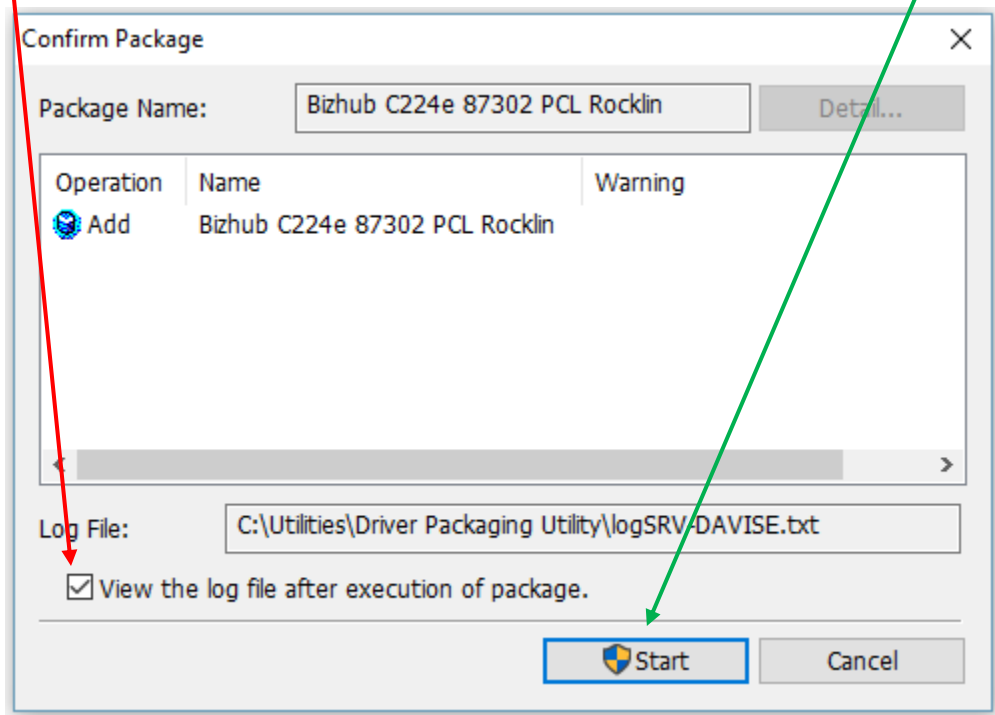 Confirm Package
Package Name: Bizhub C224e 87302 PCL Rocklin Detail...
Operation Name Warning
Add Bizhub C224e 87302 PCL Rocklin
Log File: C:\Utilities\Driver Packaging Utility\logSRV-DAVISE.txt
View the log file after execution of package.
Start Cancel